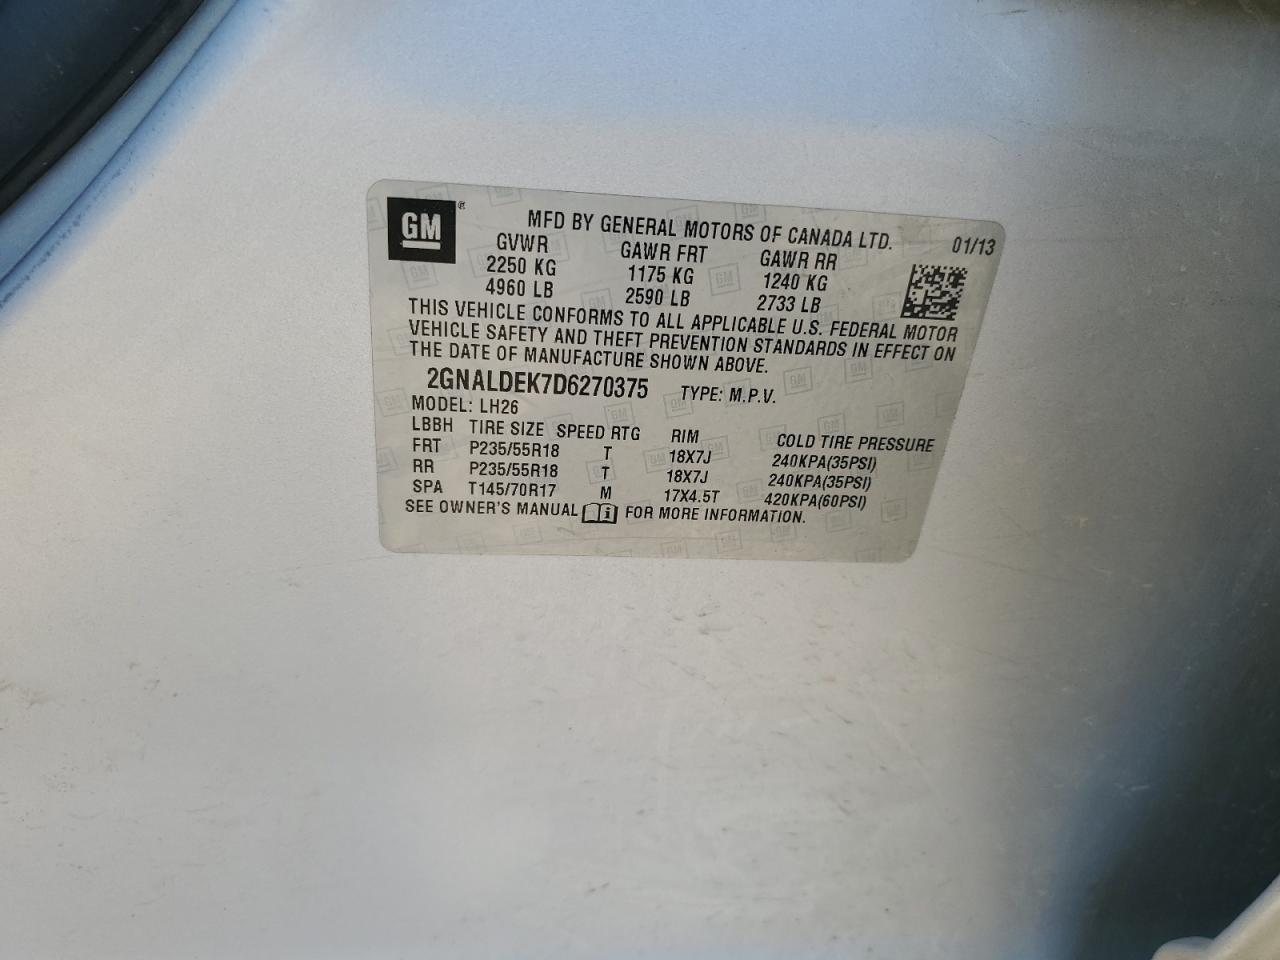 GM ® MFD BY GENERAL MOTORS OF CANADA LTD. 01/13
GVWR GAWR FRT GAWR RR
2250 KG 1175 KG 1240 KG
4960 LB 2590 LB 2733 LB
THIS VEHICLE CONFORMS TO ALL APPLICABLE U.S. FEDERAL MOTOR
VEHICLE SAFETY AND THEFT PREVENTION STANDARDS IN EFFECT ON
THE DATE OF MANUFACTURE SHOWN ABOVE.
2GNALDEK7D6270375 TYPE: M.P.V.
MODEL: LH26
LBBH TIRE SIZE SPEED RTG RIM COLD TIRE PRESSURE
FRT P235/55R18 T 18X7J 240KPA(35PSI)
RR P235/55R18 T 18X7J 240KPA(35PSI)
SPA T145/70R17 M 17X4.5T 420KPA(60PSI)
SEE OWNER'S MANUAL i FOR MORE INFORMATION.